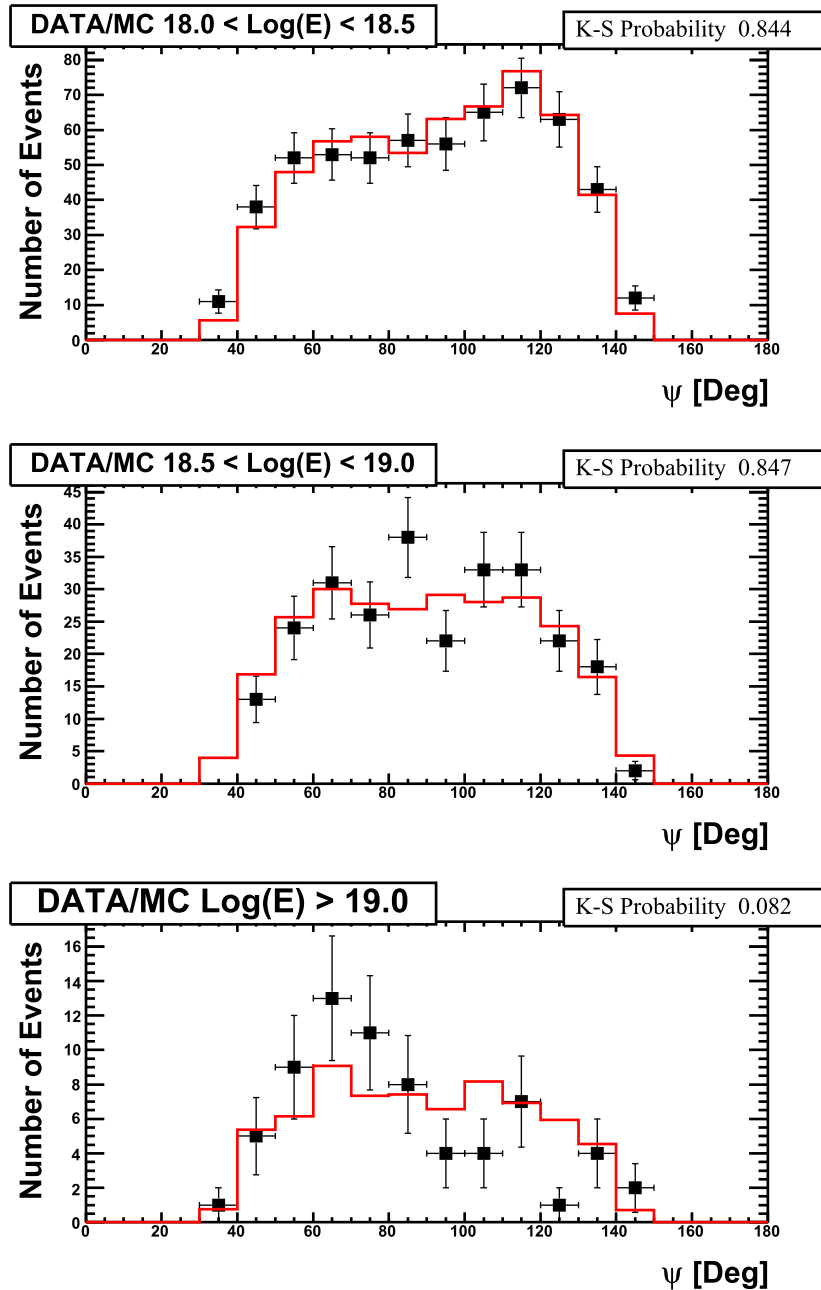 DATA/MC 18.0 < Log(E) < 18.5
K-S Probability 0.844
Number of Events
80
70
60
50
40
30
20
10
0
0 20 40 60 80 100 120 140 160 180
ψ [Deg]
DATA/MC 18.5 < Log(E) < 19.0
K-S Probability 0.847
Number of Events
45
40
35
30
25
20
15
10
5
0
0 20 40 60 80 100 120 140 160 180
ψ [Deg]
DATA/MC Log(E) > 19.0
K-S Probability 0.082
Number of Events
16
14
12
10
8
6
4
2
0
0 20 40 60 80 100 120 140 160 180
ψ [Deg]